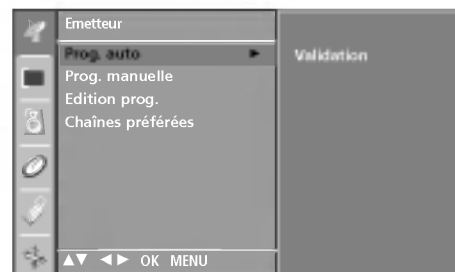 Emetteur
Prog. auto
Validation
Prog. manuelle
Edition prog.
Chaînes préférées
OK MENU